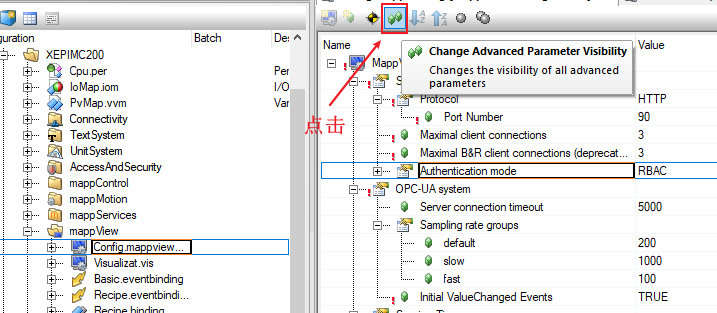 guration
Batch
Description
XEPIMC200
Cpu.per
Per
IoMap.iom
I/O
PvMap.vvm
Var
Connectivity
TextSystem
UnitSystem
AccessAndSecurity
mappControl
mappMotion
mappServices
mappView
Config.mappview...
Visualizat.vis
Basic.eventbinding
Recipe.eventbindi...
Recipe.binding
点击
Name
Value
Change Advanced Parameter Visibility
Changes the visibility of all advanced
parameters
MappV
S
Protocol
HTTP
Port Number
90
Maximal client connections
3
Maximal B&R client connections (deprecat...
3
Authentication mode
RBAC
OPC-UA system
Server connection timeout
5000
Sampling rate groups
default
200
slow
1000
fast
100
Initial ValueChanged Events
TRUE